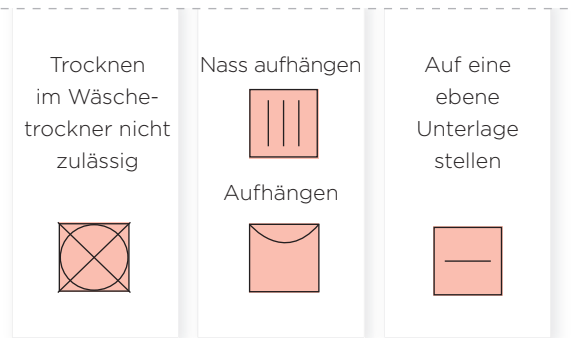 Trocknen
im Wäsche-
trockner nicht
zulässig
Nass aufhängen
Aufhängen
Auf eine
ebene
Unterlage
stellen